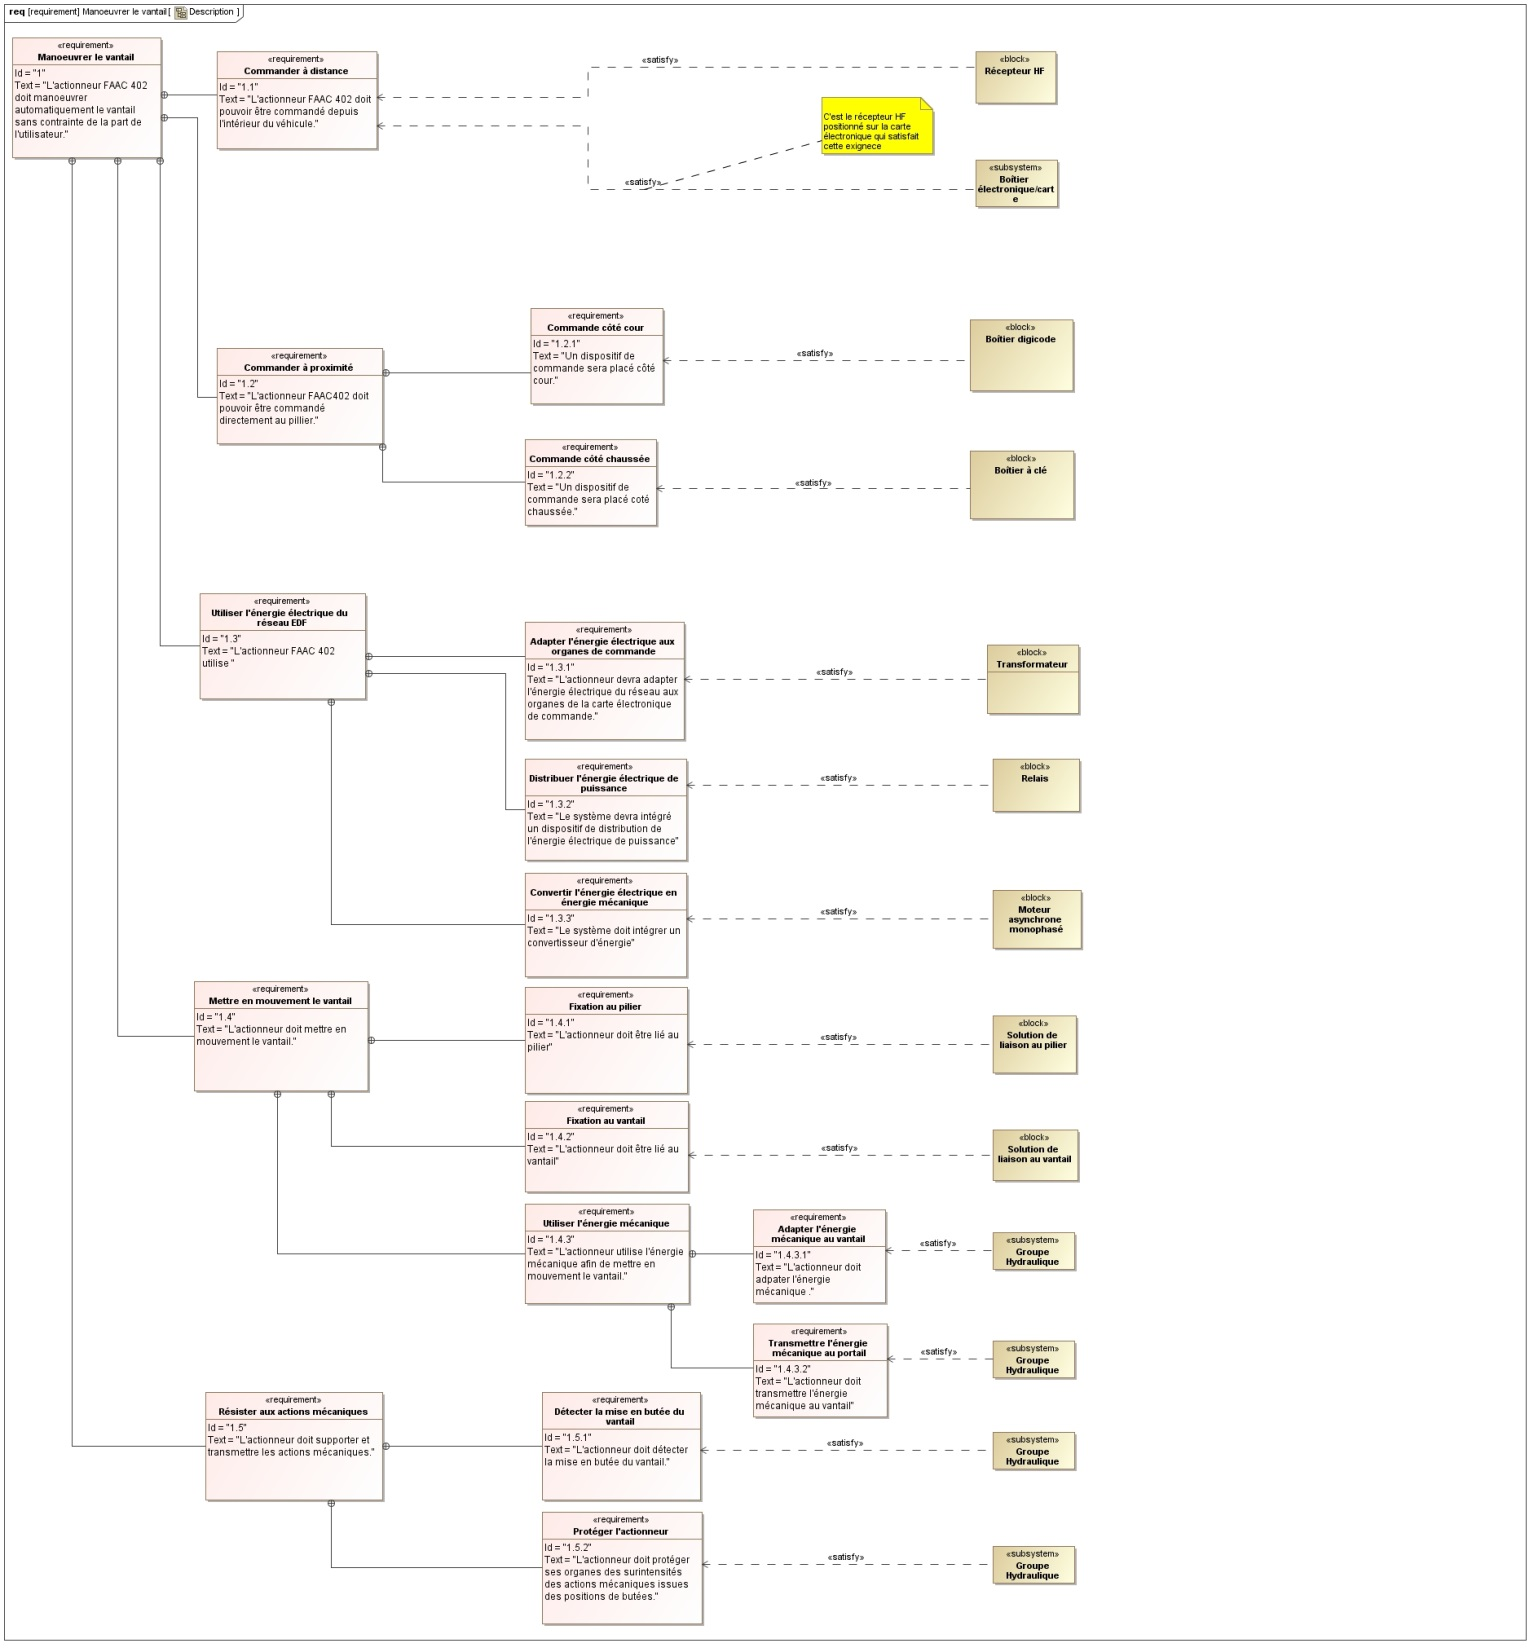 req [requirement] Manoeuvrer le vantail[ Description ]
«requirement»
Manoeuvrer le vantail
Id = "1"
Text = "L'actionneur FAAC 402
doit manoeuvrer
automatiquement le vantail
sans contrainte de la part de
l'utilisateur."
«requirement»
Commander à distance
Id = "1.1"
Text = "L'actionneur FAAC 402 doit
pouvoir être commandé depuis
l'intérieur du véhicule."
«satisfy»
«block»
Récepteur HF
C'est le récepteur HF
positionné sur la carte
électronique qui satisfait
cette exignece
«satisfy»
«subsystem»
Boîtier
électronique/cart
e
«requirement»
Commander à proximité
Id = "1.2"
Text = "L'actionneur FAAC402 doit
pouvoir être commandé
directement au pillier."
«requirement»
Commande côté cour
Id = "1.2.1"
Text = "Un dispositif de
commande sera placé côté
cour."
«satisfy»
«block»
Boîtier digicode
«requirement»
Commande côté chaussée
Id = "1.2.2"
Text = "Un dispositif de
commande sera placé coté
chaussée."
«satisfy»
«block»
Boîtier à clé
«requirement»
Utiliser l'énergie électrique du
réseau EDF
Id = "1.3"
Text = "L'actionneur FAAC 402
utilise "
«requirement»
Adapter l'énergie électrique aux
organes de commande
Id = "1.3.1"
Text = "L'actionneur devra adapter
l'énergie électrique du réseau aux
organes de la carte électronique
de commande."
«satisfy»
«block»
Transformateur
«requirement»
Distribuer l'énergie électrique de
puissance
Id = "1.3.2"
Text = "Le système devra intégré
un dispositif de distribution de
l'énergie électrique de puissance"
«satisfy»
«block»
Relais
«requirement»
Convertir l'énergie électrique en
énergie mécanique
Id = "1.3.3"
Text = "Le système doit intégrer un
convertisseur d'énergie"
«satisfy»
«block»
Moteur
asynchrone
monophasé
«requirement»
Mettre en mouvement le vantail
Id = "1.4"
Text = "L'actionneur doit mettre en
mouvement le vantail."
«requirement»
Fixation au pilier
Id = "1.4.1"
Text = "L'actionneur doit être lié au
pilier"
«satisfy»
«block»
Solution de
liaison au pilier
«requirement»
Fixation au vantail
Id = "1.4.2"
Text = "L'actionneur doit être lié au
vantail"
«satisfy»
«block»
Solution de
liaison au vantail
«requirement»
Utiliser l'énergie mécanique
Id = "1.4.3"
Text = "L'actionneur utilise l'énergie
mécanique afin de mettre en
mouvement le vantail."
«requirement»
Adapter l'énergie
mécanique au vantail
Id = "1.4.3.1"
Text = "L'actionneur doit
adpater l'énergie
mécanique ."
«satisfy»
«subsystem»
Groupe
Hydraulique
«requirement»
Transmettre l'énergie
mécanique au portail
Id = "1.4.3.2"
Text = "L'actionneur doit
transmettre l'énergie
mécanique au vantail"
«satisfy»
«subsystem»
Groupe
Hydraulique
«requirement»
Résister aux actions mécaniques
Id = "1.5"
Text = "L'actionneur doit supporter et
transmettre les actions mécaniques."
«requirement»
Détecter la mise en butée du
vantail
Id = "1.5.1"
Text = "L'actionneur doit détecter
la mise en butée du vantail."
«satisfy»
«subsystem»
Groupe
Hydraulique
«requirement»
Protéger l'actionneur
Id = "1.5.2"
Text = "L'actionneur doit protéger
ses organes des surintensités
des actions mécaniques issues
des positions de butées."
«satisfy»
«subsystem»
Groupe
Hydraulique